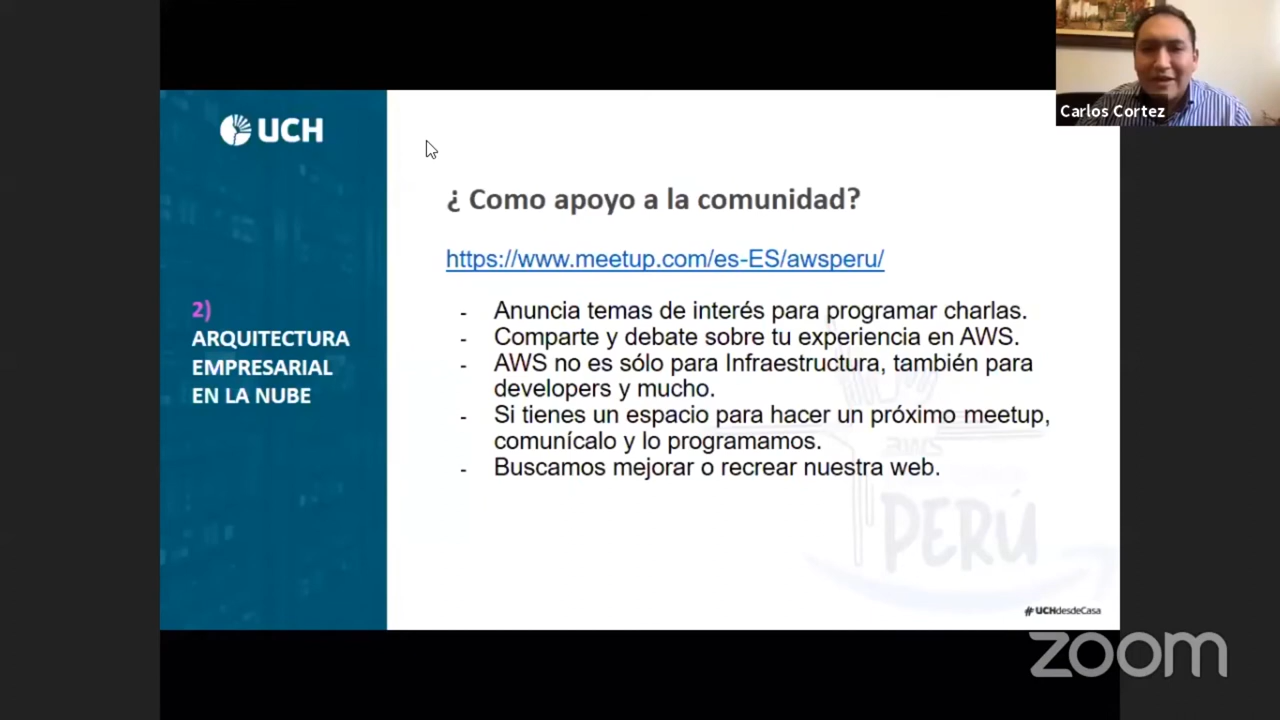 UCH
Carlos Cortez
¿ Como apoyo a la comunidad?
https://www.meetup.com/es-ES/awsperu/
2)
ARQUITECTURA
EMPRESARIAL
EN LA NUBE
- Anuncia temas de interés para programar charlas.
- Comparte y debate sobre tu experiencia en AWS.
- AWS no es sólo para Infraestructura, también para
developers y mucho.
- Si tienes un espacio para hacer un próximo meetup,
comunícalo y lo programamos.
- Buscamos mejorar o recrear nuestra web.
aws
PERÚ
#UCHdesdeCasa
zoom